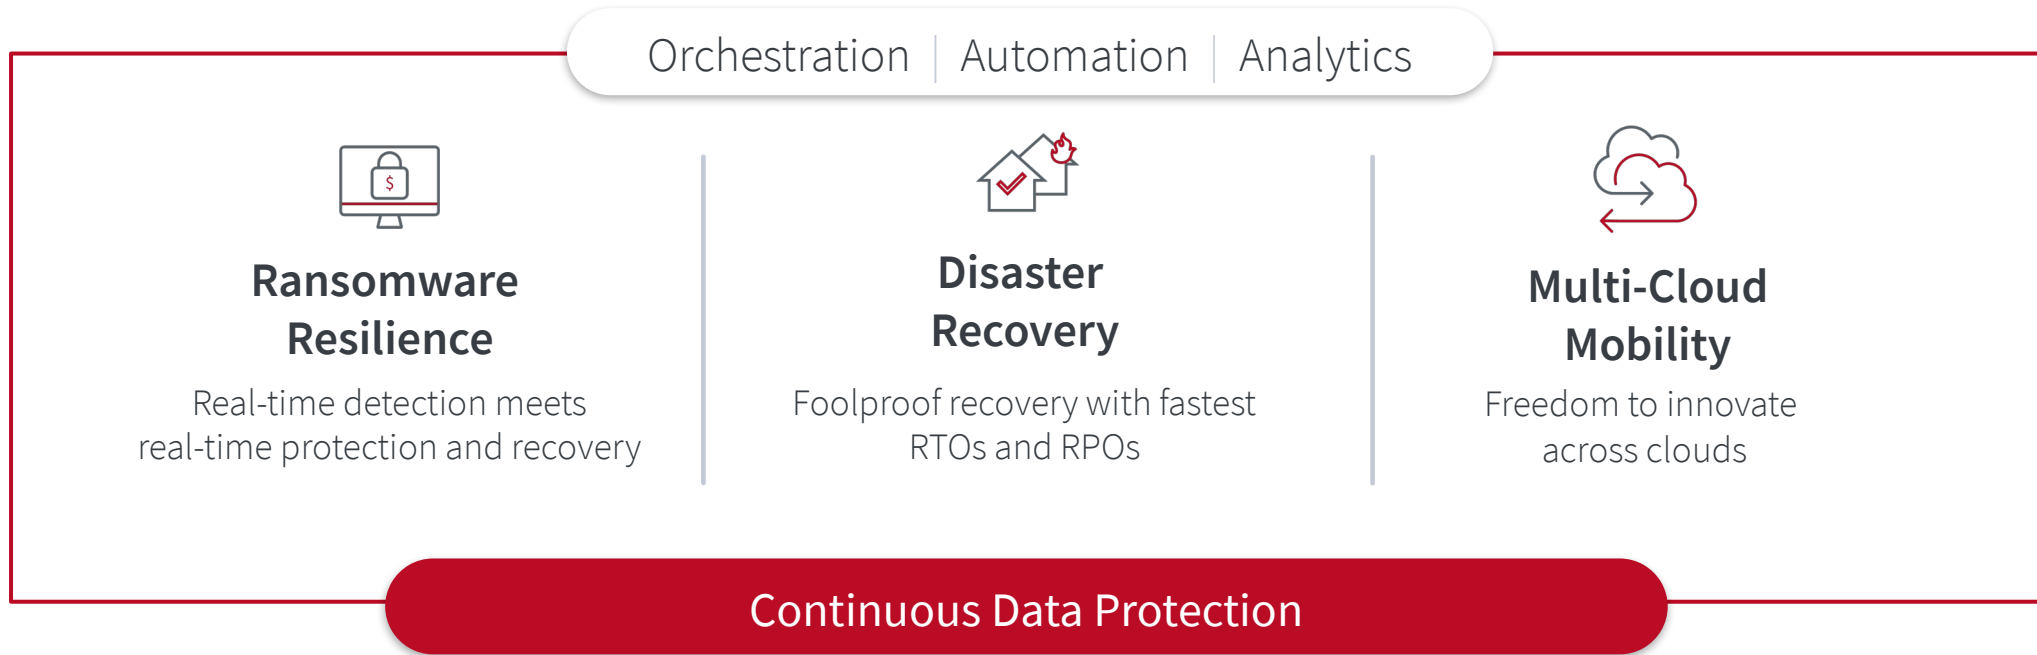 Orchestration | Automation | Analytics
$
Ransomware
Resilience
Real-time detection meets
real-time protection and recovery
Disaster
Recovery
Foolproof recovery with fastest
RTOs and RPOs
Multi-Cloud
Mobility
Freedom to innovate
across clouds
Continuous Data Protection